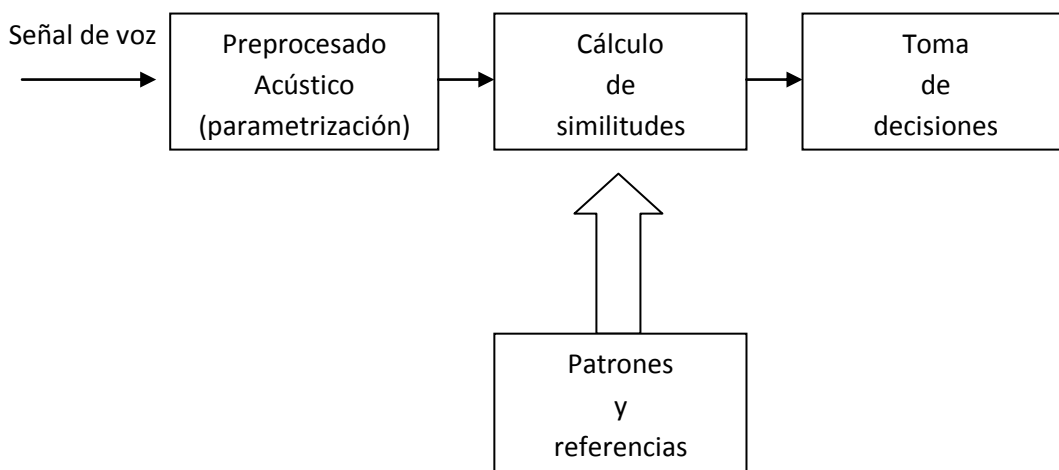 Señal de voz
Preprocesado
Acústico
(parametrización)
Cálculo
de
similitudes
Toma
de
decisiones
Patrones
y
referencias